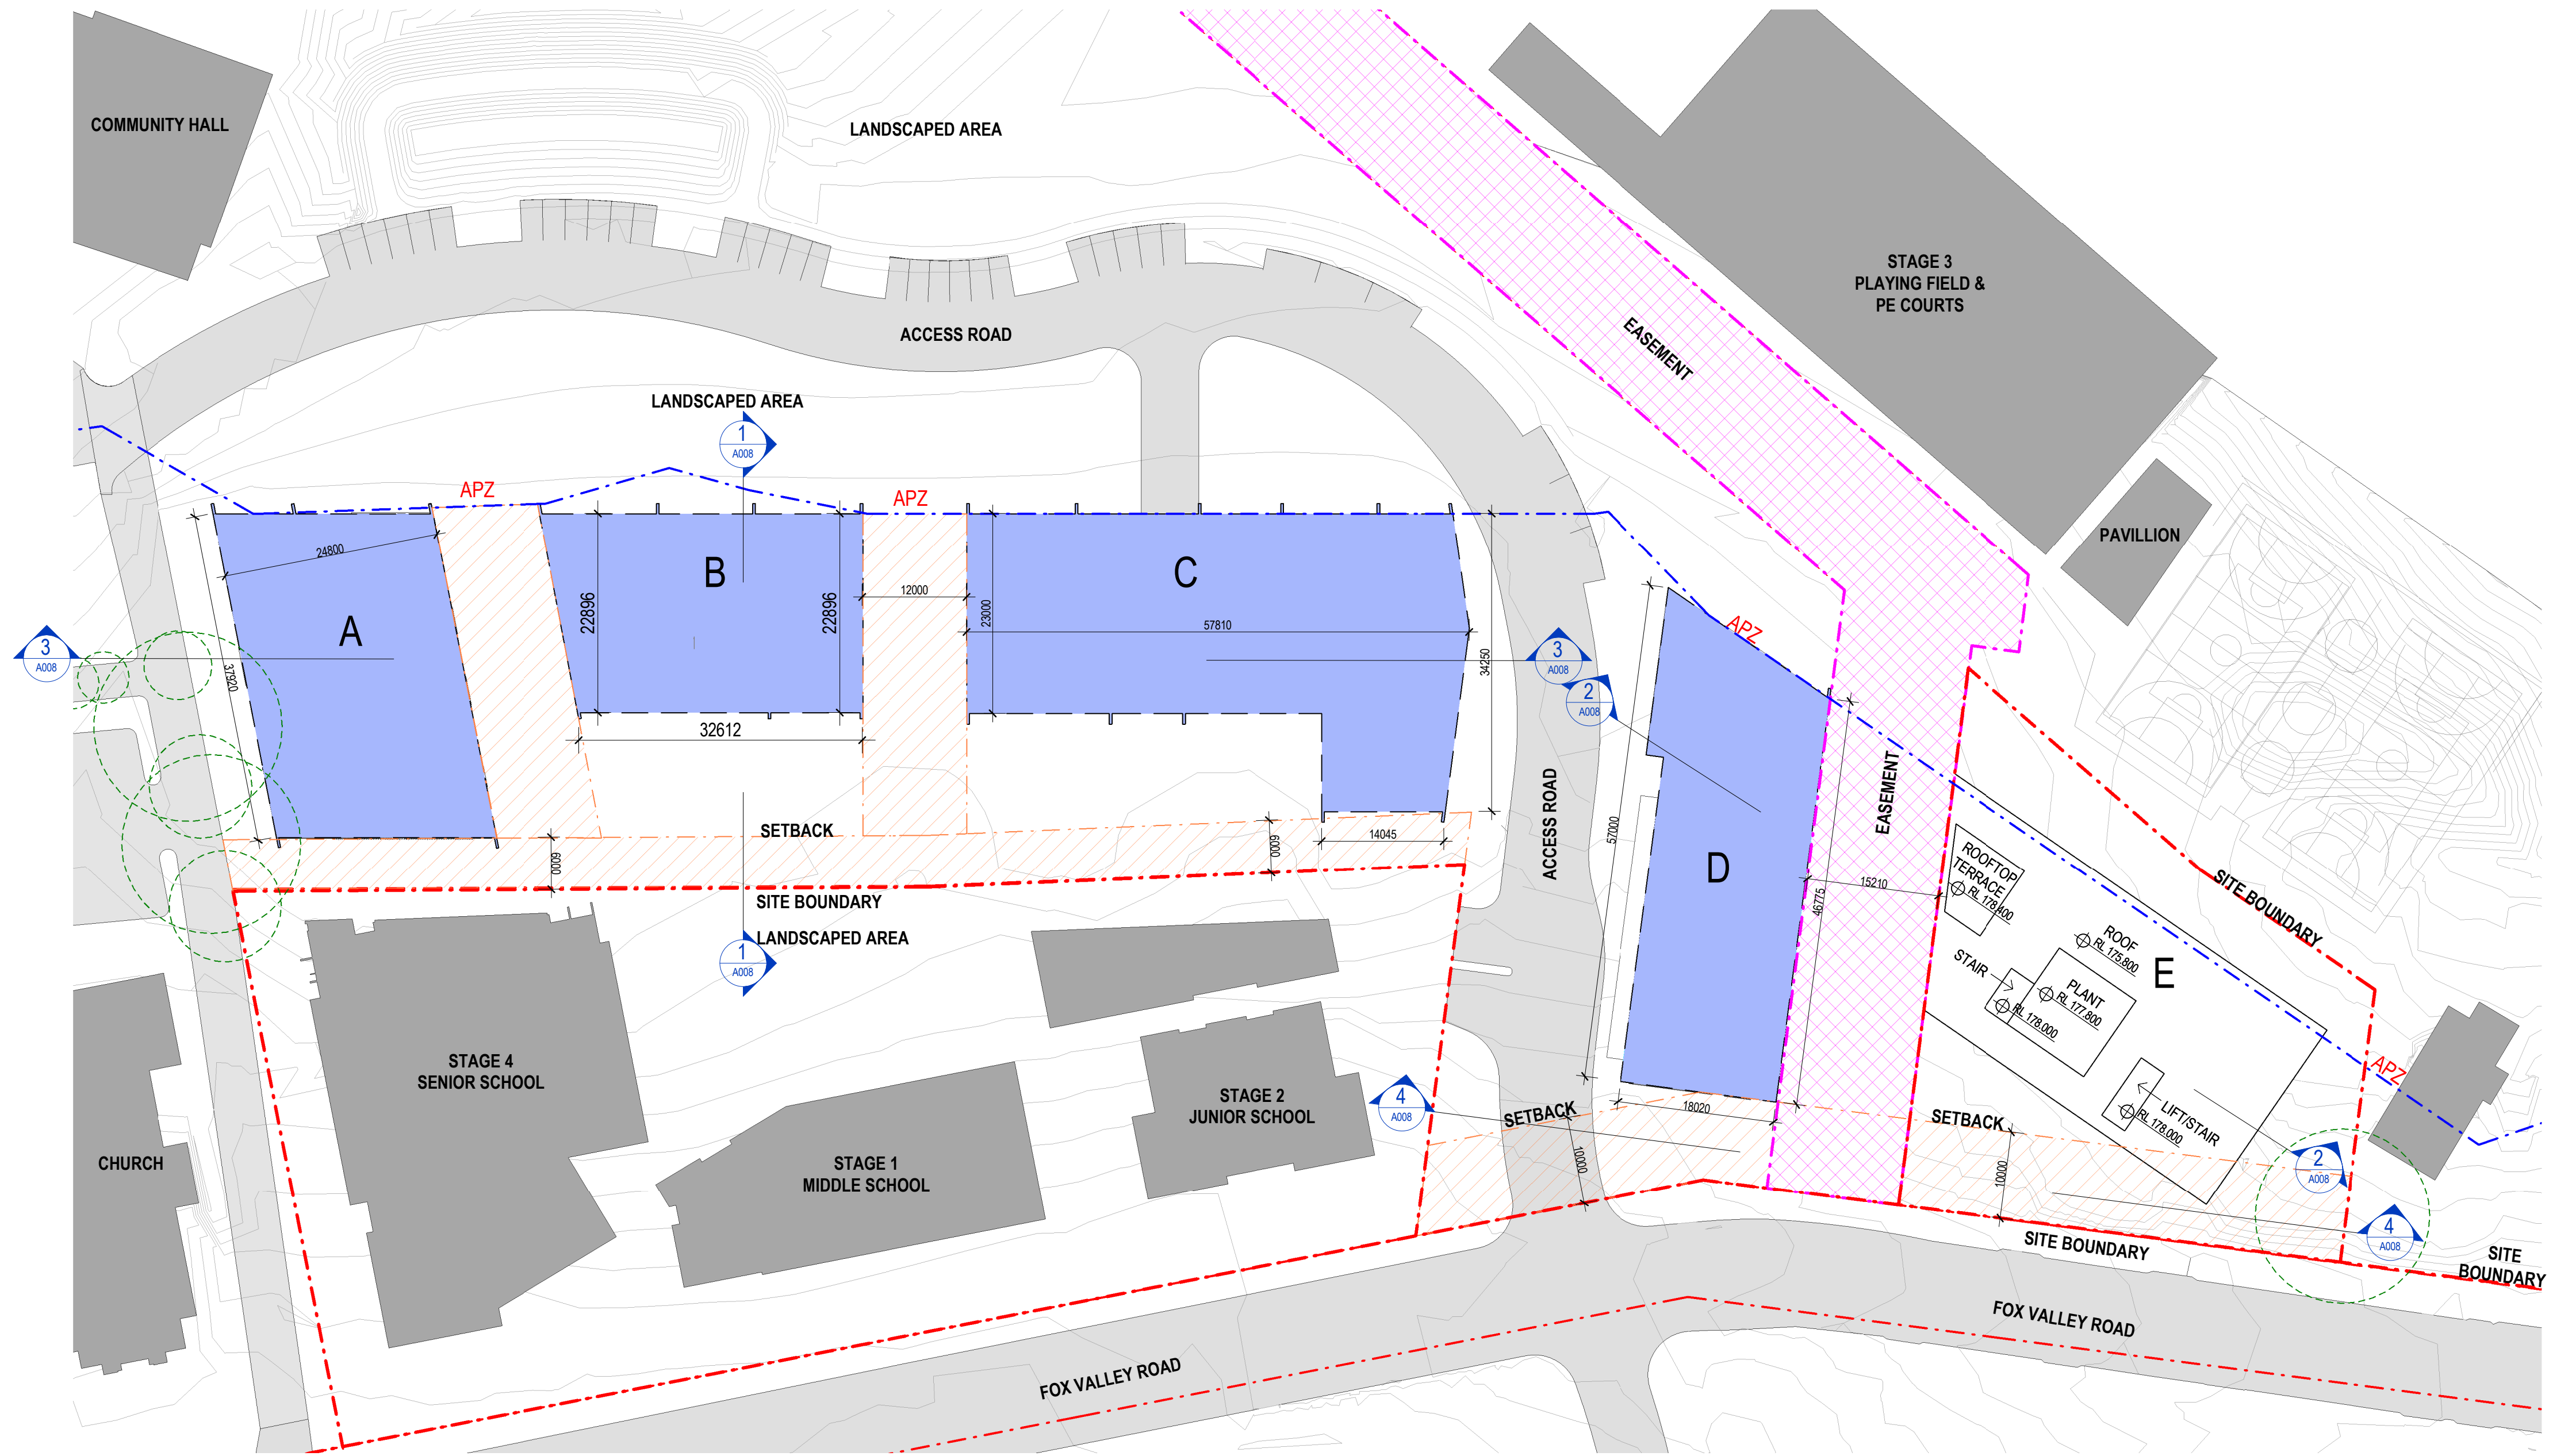 COMMUNITY HALL
LANDSCAPED AREA
STAGE 3
PLAYING FIELD &
PE COURTS
ACCESS ROAD
EASEMENT
LANDSCAPED AREA
1
A008
APZ
APZ
PAVILLION
24800
B
C
A
22896
22896
12000
23000
57810
APZ
3
A008
3
A008
37920
34250
2
A008
32612
EASEMENT
ACCESS ROAD
57000
SETBACK
6000
6000
14045
D
46775
15210
ROOFTOP
TERRACE
RL 178.400
SITE BOUNDARY
SITE BOUNDARY
LANDSCAPED AREA
1
A008
ROOF
RL 175.800
E
STAIR
PLANT
RL 177.800
RL 178.000
STAGE 4
SENIOR SCHOOL
APZ
STAGE 2
JUNIOR SCHOOL
4
A008
SETBACK
18020
SETBACK
LIFT/STAIR
RL 178.000
10000
10000
CHURCH
STAGE 1
MIDDLE SCHOOL
2
A008
4
A008
SITE BOUNDARY
SITE
BOUNDARY
FOX VALLEY ROAD
FOX VALLEY ROAD